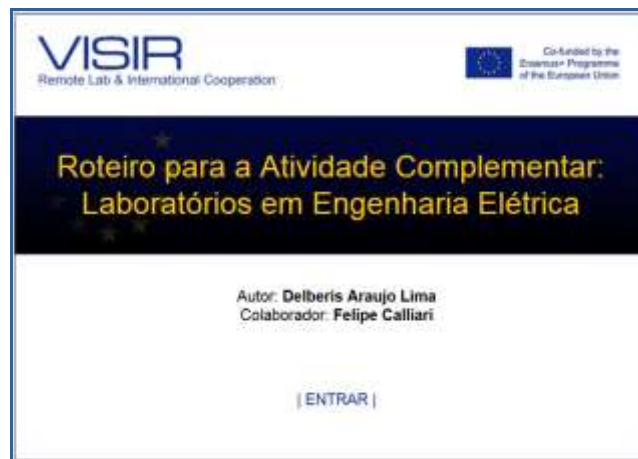 VISIR
Remote Lab & International Cooperation
Co-funded by the
Erasmus+ Programme
of the European Union
Roteiro para a Atividade Complementar:
Laboratórios em Engenharia Elétrica
Autor: Delberis Araujo Lima
Colaborador: Felipe Calliari
| ENTRAR |